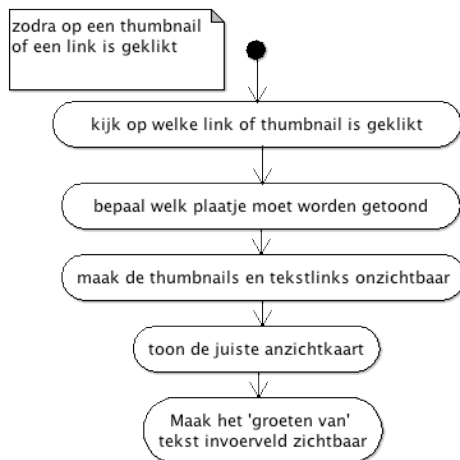 zodra op een thumbnail
of een link is geklikt
kijk op welke link of thumbnail is geklikt
bepaal welk plaatje moet worden getoond
maak de thumbnails en tekstlinks onzichtbaar
toon de juiste anzichtkaart
Maak het 'groeten van'
tekst invoerveld zichtbaar